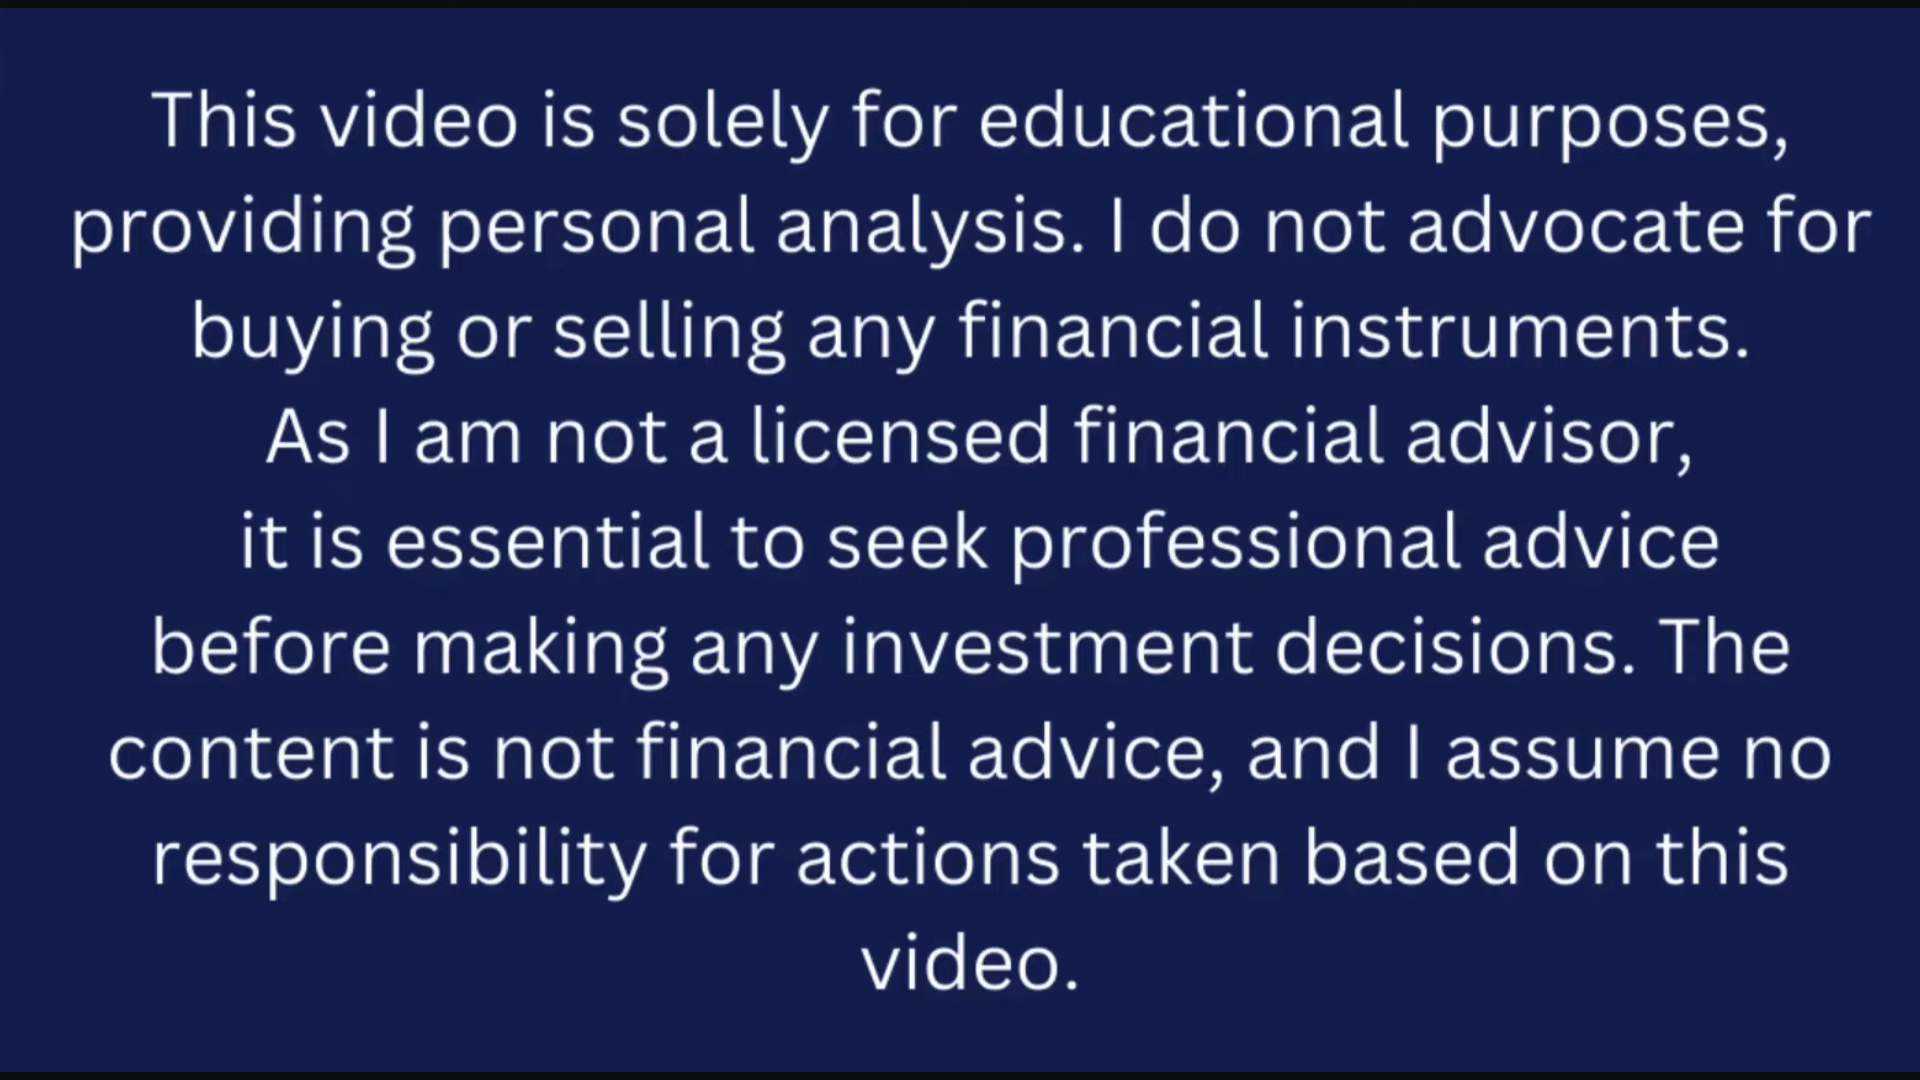 This video is solely for educational purposes,
providing personal analysis. I do not advocate for
buying or selling any financial instruments.
As I am not a licensed financial advisor,
it is essential to seek professional advice
before making any investment decisions. The
content is not financial advice, and I assume no
responsibility for actions taken based on this
video.